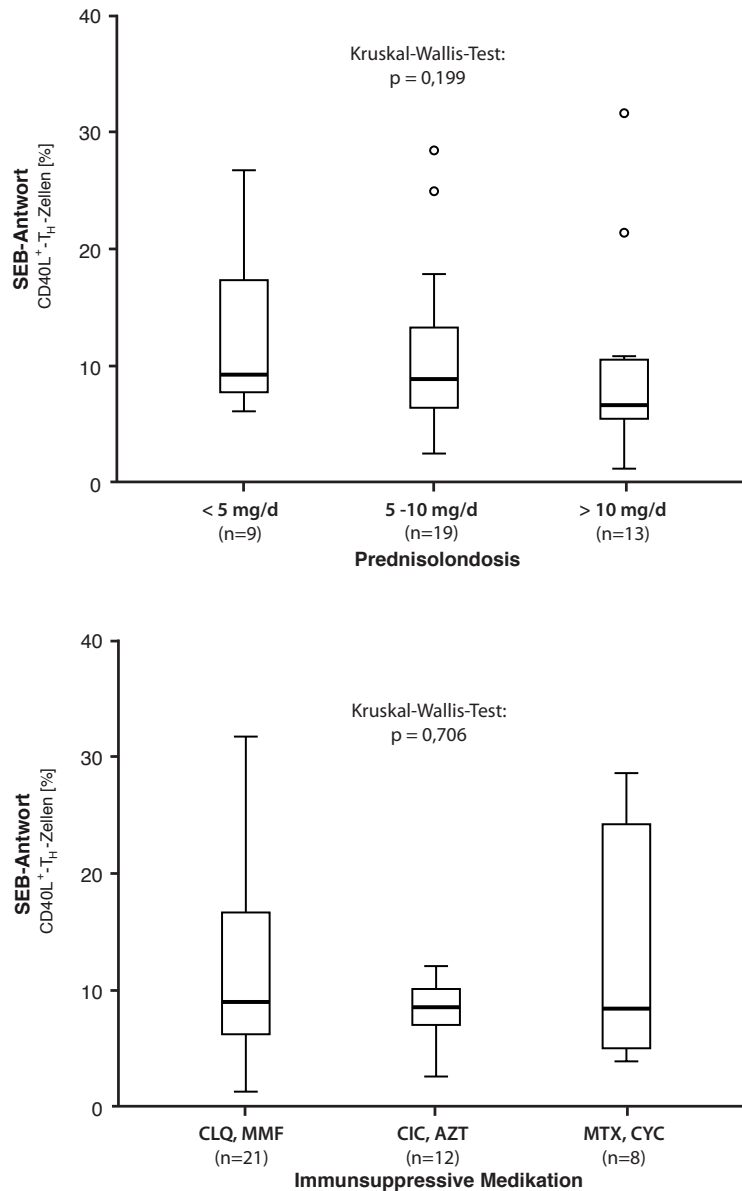 40
30
20
10
0
SEB-Antwort
CD40L⁺-T_H-Zellen [%]
Kruskal-Wallis-Test:
p = 0,199
< 5 mg/d
(n=9)
5 -10 mg/d
(n=19)
> 10 mg/d
(n=13)
Prednisolondosis
40
30
20
10
0
SEB-Antwort
CD40L⁺-T_H-Zellen [%]
Kruskal-Wallis-Test:
p = 0,706
CLQ, MMF
(n=21)
CIC, AZT
(n=12)
MTX, CYC
(n=8)
Immunsuppressive Medikation